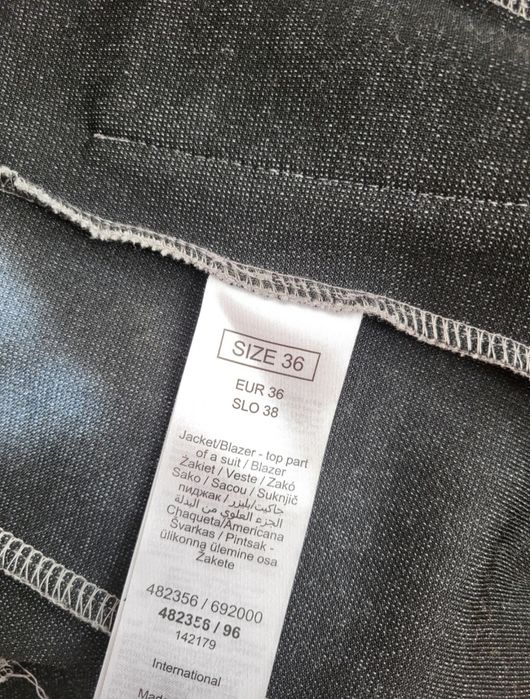 SIZE 36
EUR 36
SLO 38
Jacket/Blazer - top part
of a suit / Blazer
Żakiet / Veste / Zakó
Sako / Sacou / Suknjič
пиджак / جاكيت/بليزر
الجزء العلوي من البدلة
Chaqueta/Americana
Švarkas / Pintsak -
ülikonna ülemine osa
Žakete
482356 / 692000
482356 / 96
142179
International
Made